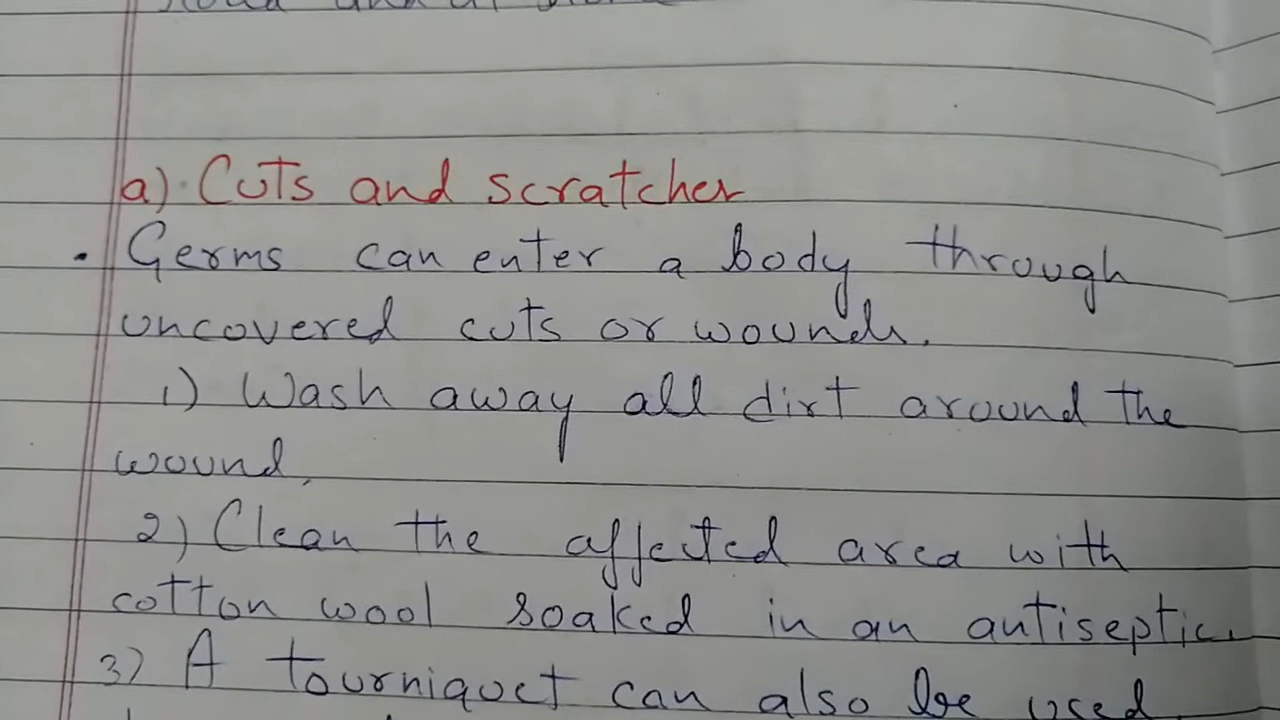 a) Cuts and scratches
• Germs can enter a body through
uncovered cuts or wounds.
1) Wash away all dirt around the
wound,
2) Clean the affected area with
cotton wool soaked in an antiseptic.
3) A tourniquet can also be used